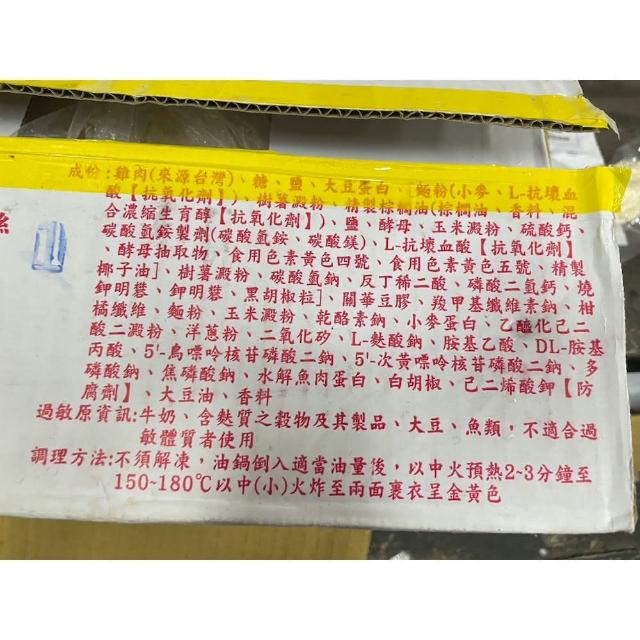 成份:雞肉(來源台灣)、糖、鹽、大豆蛋白、[麵粉(小麥、L-抗壞血
酸【抗氧化劑】)、樹薯澱粉、精製棕櫚油(棕櫚油、香料、混
合濃縮生育醇【抗氧化劑】)、鹽、酵母、玉米澱粉、硫酸鈣、
碳酸氫銨製劑(碳酸氫銨、碳酸鎂)、L-抗壞血酸【抗氧化劑】
、酵母抽取物、食用色素黃色四號、食用色素黃色五號、精製
椰子油]、樹薯澱粉、碳酸氫鈉、反丁稀二酸、磷酸二氫鈣、燒
鉀明礬、鉀明礬、黑胡椒粒]、關華豆膠、羧甲基纖維素鈉、柑
橘纖維、麵粉、玉米澱粉、乾酪素鈉、小麥蛋白、乙醯化己二
酸二澱粉、洋蔥粉、二氧化矽、L-麩酸鈉、胺基乙酸、DL-胺基
丙酸、5'-鳥嘌呤核苷磷酸二鈉、5'-次黃嘌呤核苷磷酸二鈉、多
磷酸鈉、焦磷酸鈉、水解魚肉蛋白、白胡椒、己二烯酸鉀【防
腐劑】、大豆油、香料
過敏原資訊:牛奶、含麩質之穀物及其製品、大豆、魚類，不適合過
敏體質者使用
調理方法:不須解凍，油鍋倒入適當油量後，以中火預熱2~3分鐘至
150~180℃以中(小)火炸至兩面裹衣呈金黃色